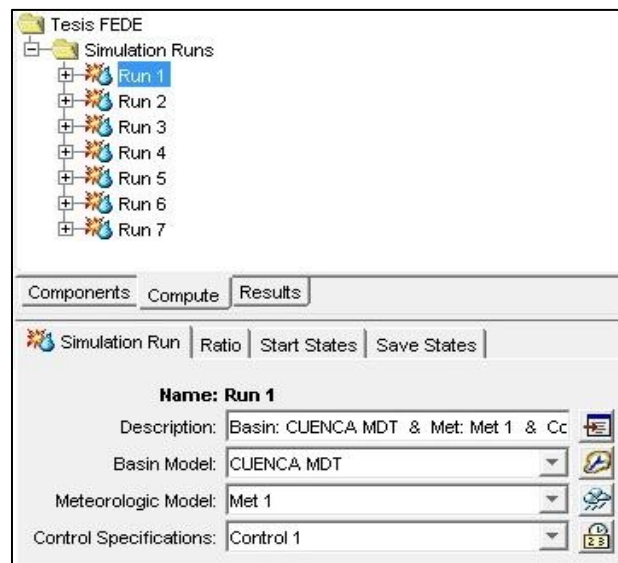 Tesis FEDE
Simulation Runs
Run 1
Run 2
Run 3
Run 4
Run 5
Run 6
Run 7
Components Compute Results
Simulation Run Ratio Start States Save States
Name: Run 1
Description: Basin: CUENCA MDT & Met: Met 1 & Cc
Basin Model: CUENCA MDT
Meteorologic Model: Met 1
Control Specifications: Control 1